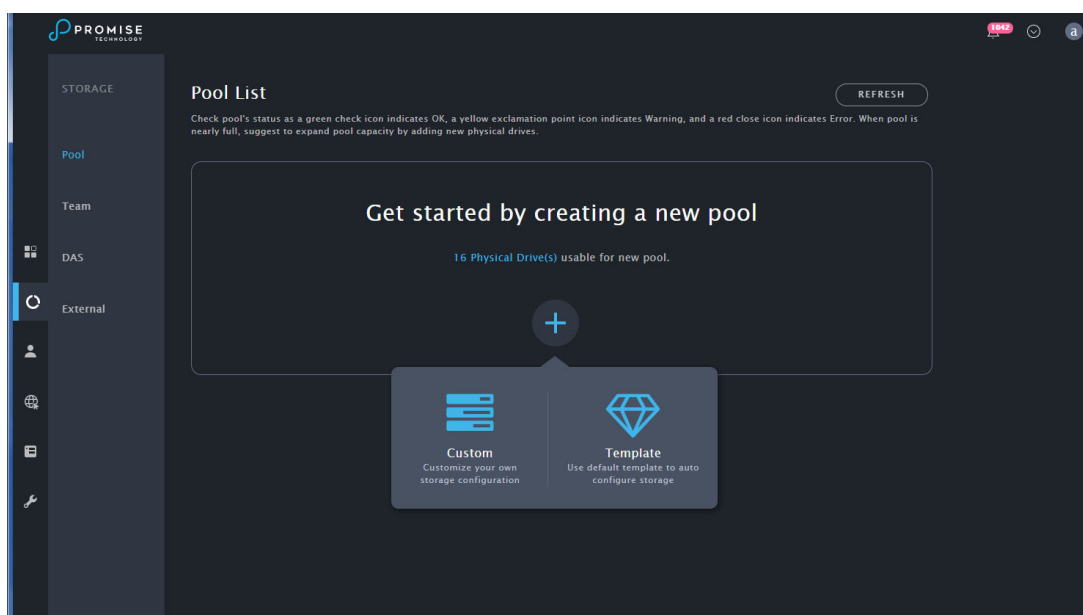 PROMISE
TECHNOLOGY
1042
a
STORAGE
Pool
Team
DAS
External
Pool List
REFRESH
Check pool's status as a green check icon indicates OK, a yellow exclamation point icon indicates Warning, and a red close icon indicates Error. When pool is
nearly full, suggest to expand pool capacity by adding new physical drives.
Get started by creating a new pool
16 Physical Drive(s) usable for new pool.
Custom
Customize your own
storage configuration
Template
Use default template to auto
configure storage